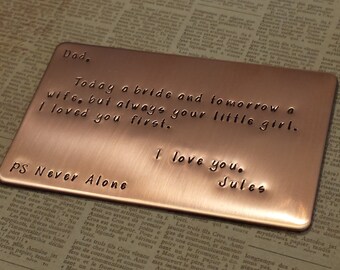 Dad,
Today a bride and tomorrow a
wife, but always your little girl.
I loved you first.
I love you,
PS Never Alone Jules